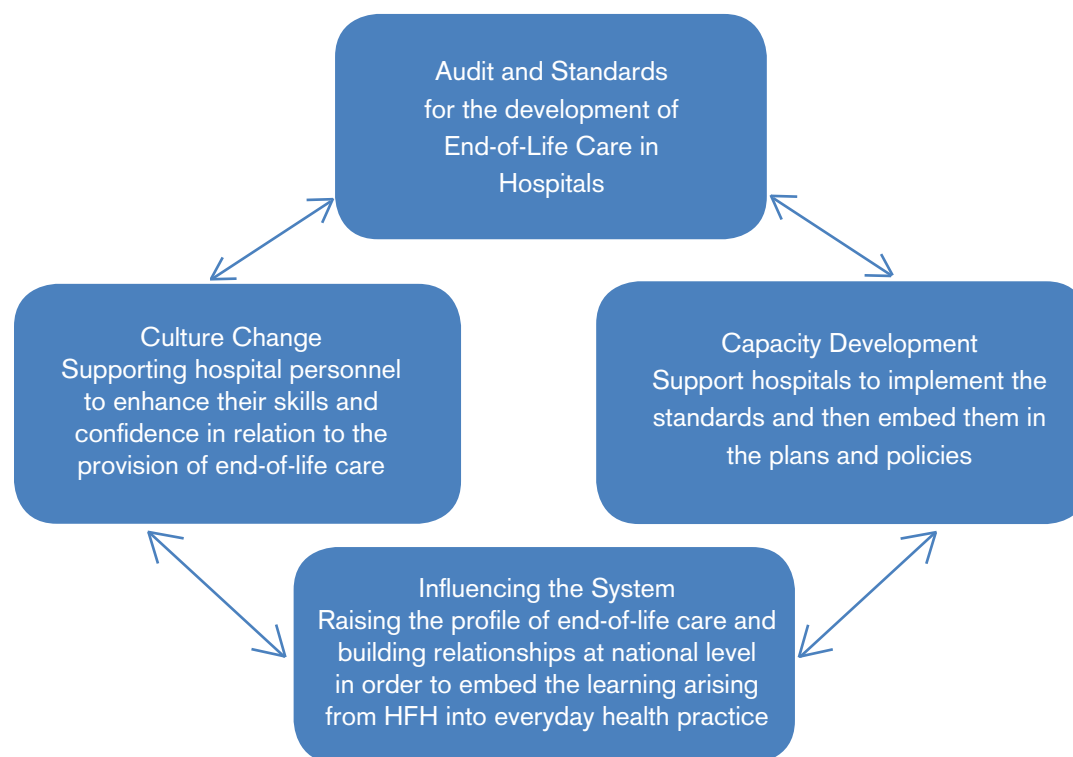 Audit and Standards
for the development of
End-of-Life Care in
Hospitals
Culture Change
Supporting hospital personnel
to enhance their skills and
confidence in relation to the
provision of end-of-life care
Capacity Development
Support hospitals to implement the
standards and then embed them in
the plans and policies
Influencing the System
Raising the profile of end-of-life care and
building relationships at national level
in order to embed the learning arising
from HFH into everyday health practice